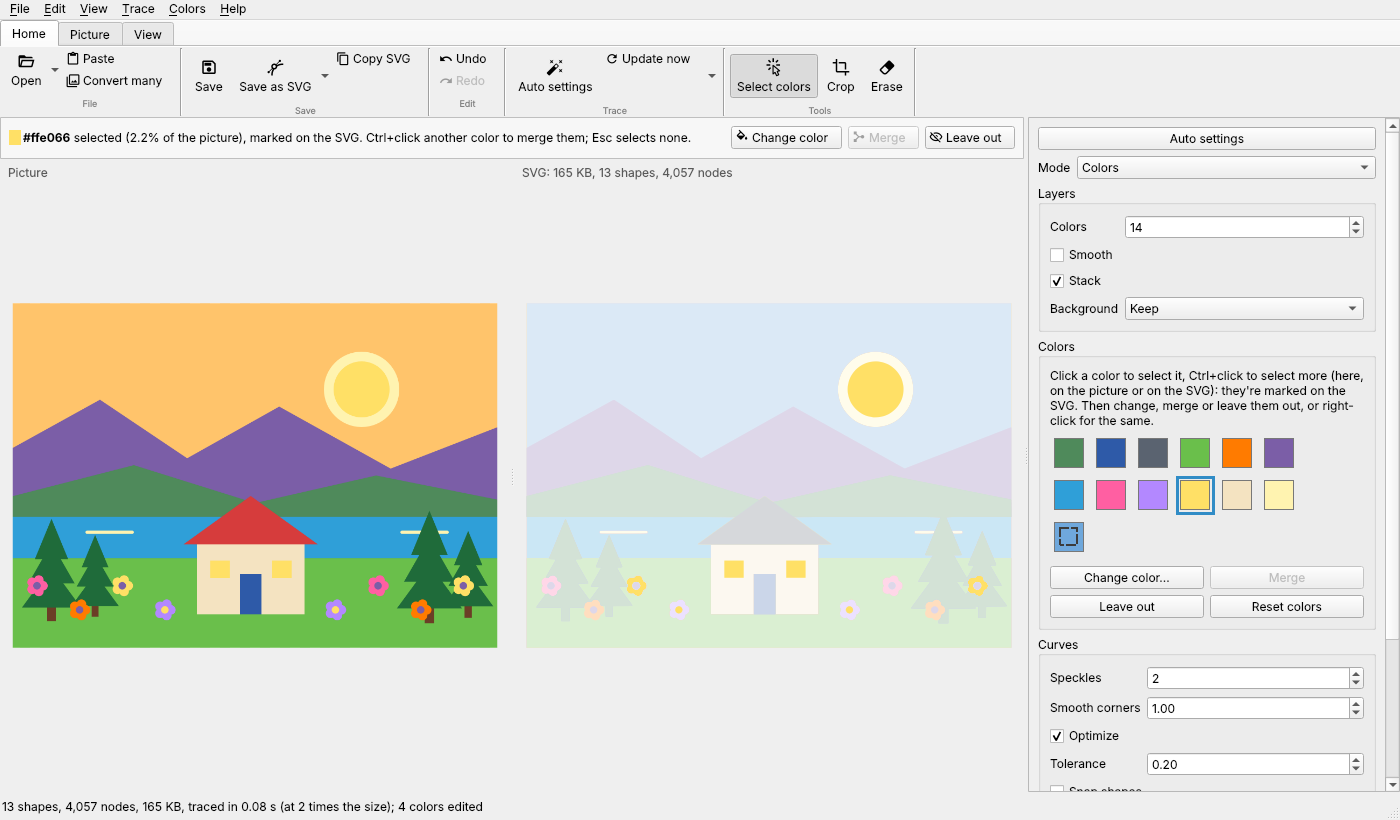 File Edit View Trace Colors Help
Home Picture View
Open
Paste
Convert many
File
Save
Save as SVG
Copy SVG
Save
Undo
Redo
Edit
Auto settings
Update now
Trace
Select colors
Crop
Erase
Tools
#ffe066 selected (2.2% of the picture), marked on the SVG. Ctrl+click another color to merge them; Esc selects none.
Change color
Merge
Leave out
Picture
SVG: 165 KB, 13 shapes, 4,057 nodes
Auto settings
Mode Colors
Layers
Colors 14
Smooth
Stack
Background Keep
Colors
Click a color to select it, Ctrl+click to select more (here,
on the picture or on the SVG): they're marked on the
SVG. Then change, merge or leave them out, or right-
click for the same.
Change color... Merge
Leave out Reset colors
Curves
Speckles 2
Smooth corners 1.00
Optimize
Tolerance 0.20
13 shapes, 4,057 nodes, 165 KB, traced in 0.08 s (at 2 times the size); 4 colors edited